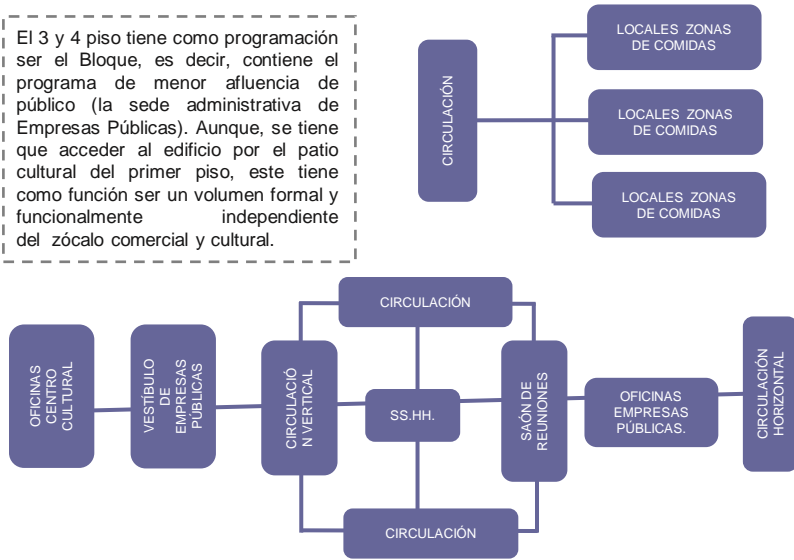 El 3 y 4 piso tiene como programación
ser el Bloque, es decir, contiene el
programa de menor afluencia de
público (la sede administrativa de
Empresas Públicas). Aunque, se tiene
que acceder al edificio por el patio
cultural del primer piso, este tiene
como función ser un volumen formal y
funcionalmente independiente
del zócalo comercial y cultural.
CIRCULACIÓN
LOCALES ZONAS
DE COMIDAS
LOCALES ZONAS
DE COMIDAS
LOCALES ZONAS
DE COMIDAS
OFICINAS
CENTRO
CULTURAL
VESTÍBULO
DE
EMPRESAS
PÚBLICAS
CIRCULACIÓ
N VERTICAL
CIRCULACIÓN
SS.HH.
CIRCULACIÓN
SAÓN DE
REUNIONES
OFICINAS
EMPRESAS
PÚBLICAS.
CIRCULACIÓN
HORIZONTAL